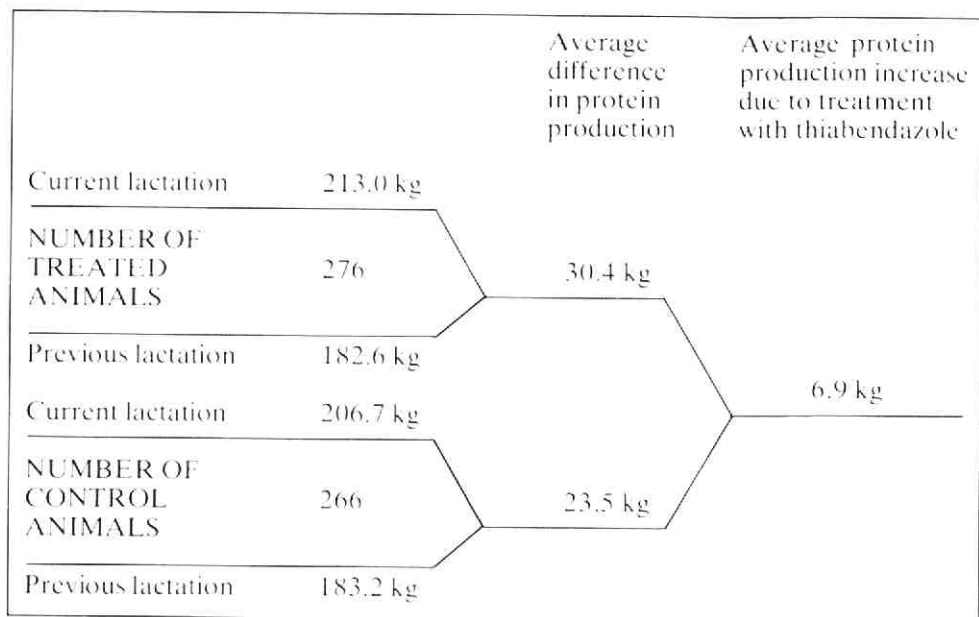 Average
difference
in protein
production
Average protein
production increase
due to treatment
with thiabendazole
Current lactation 213.0 kg
NUMBER OF
TREATED
ANIMALS
276
30.4 kg
Previous lactation 182.6 kg
6.9 kg
Current lactation 206.7 kg
NUMBER OF
CONTROL
ANIMALS
266
23.5 kg
Previous lactation 183.2 kg